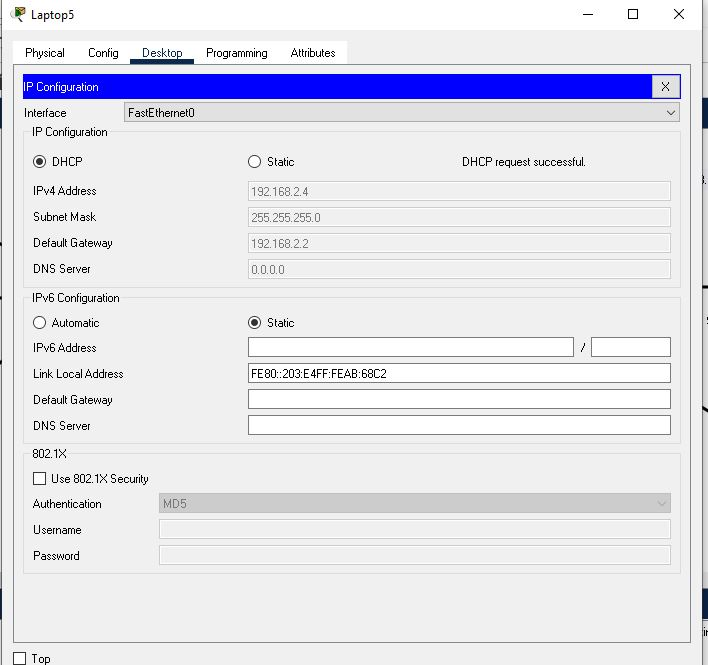 Laptop5
Physical Config Desktop Programming Attributes
IP Configuration X
Interface FastEthernet0
IP Configuration
DHCP Static DHCP request successful.
IPv4 Address 192.168.2.4
Subnet Mask 255.255.255.0
Default Gateway 192.168.2.2
DNS Server 0.0.0.0
IPv6 Configuration
Automatic Static
IPv6 Address /
Link Local Address FE80::203:E4FF:FEAB:68C2
Default Gateway
DNS Server
802.1X
Use 802.1X Security
Authentication MD5
Username
Password
Top